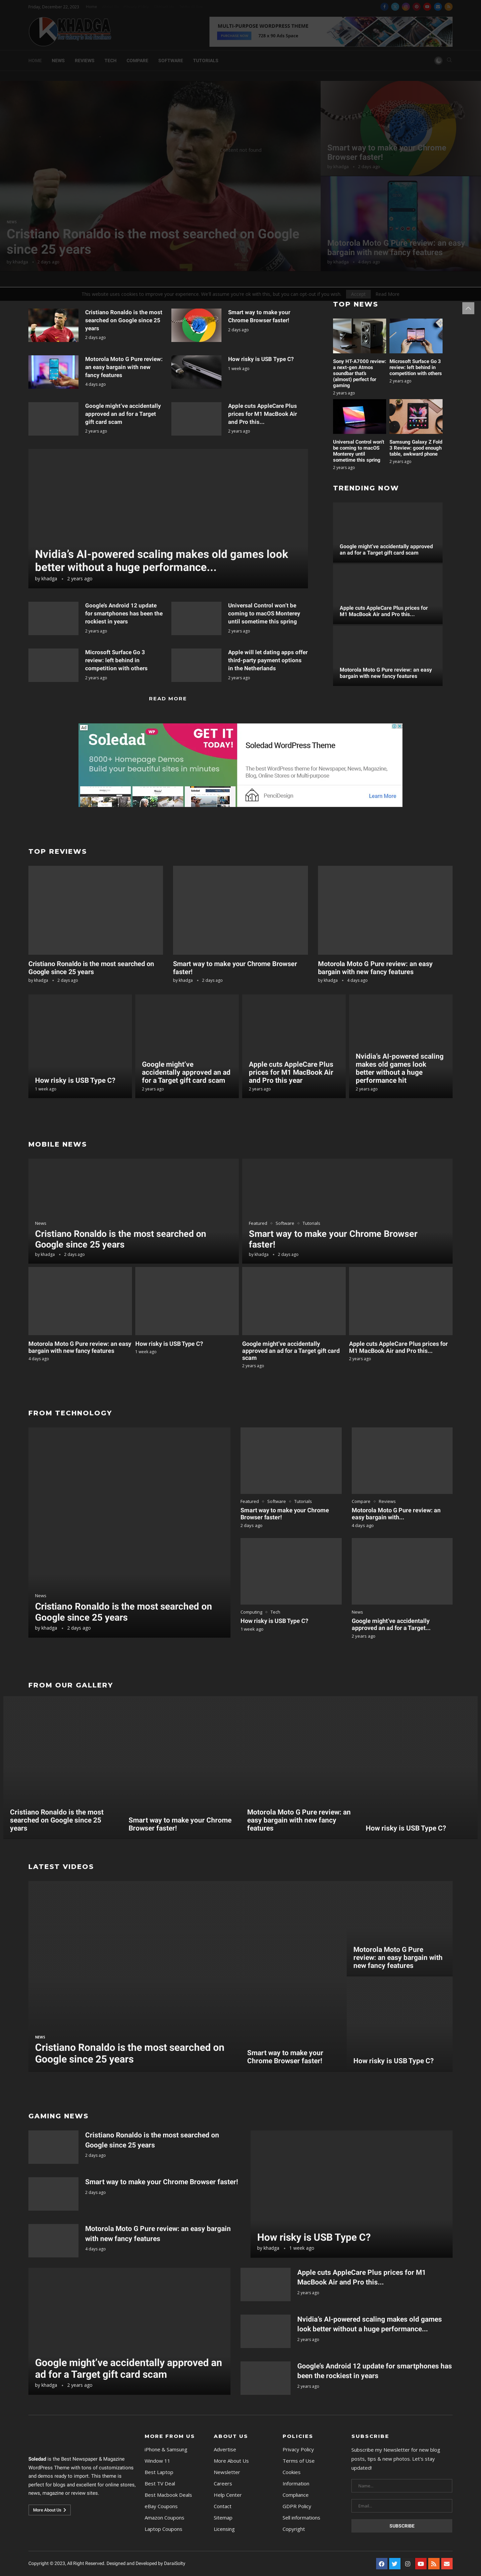 Friday, December 22, 2023
KHADGA
MULTI-PURPOSE WORDPRESS THEME
728 x 90 Ads Space
HOME NEWS REVIEWS TECH COMPARE SOFTWARE TUTORIALS
NEWS
Cristiano Ronaldo is the most searched on Google since 25 years
by khadga • 2 days ago
Smart way to make your Chrome Browser faster!
by khadga • 2 days ago
Motorola Moto G Pure review: an easy bargain with new fancy features
by khadga • 4 days ago
This website uses cookies to improve your experience. We'll assume you're ok with this, but you can opt-out if you wish. Accept Read More
Cristiano Ronaldo is the most searched on Google since 25 years
2 days ago
Smart way to make your Chrome Browser faster!
2 days ago
Motorola Moto G Pure review: an easy bargain with new fancy features
4 days ago
How risky is USB Type C?
1 week ago
Google might've accidentally approved an ad for a Target gift card scam
2 years ago
Apple cuts AppleCare Plus prices for M1 MacBook Air and Pro this...
2 years ago
Nvidia's AI-powered scaling makes old games look better without a huge performance...
by khadga • 2 years ago
Google's Android 12 update for smartphones has been the rockiest in years
2 years ago
Universal Control won't be coming to macOS Monterey until sometime this spring
2 years ago
Microsoft Surface Go 3 review: left behind in competition with others
2 years ago
Apple will let dating apps offer third-party payment options in the Netherlands
2 years ago
READ MORE
TOP NEWS
Sony HT-A7000 review: a next-gen Atmos soundbar that's (almost) perfect for gaming
2 years ago
Microsoft Surface Go 3 review: left behind in competition with others
2 years ago
Universal Control won't be coming to macOS Monterey until sometime this spring
2 years ago
Samsung Galaxy Z Fold 3 Review: good enough table, awkward phone
2 years ago
TRENDING NOW
Google might've accidentally approved an ad for a Target gift card scam
Apple cuts AppleCare Plus prices for M1 MacBook Air and Pro this...
Motorola Moto G Pure review: an easy bargain with new fancy features
Ad
Soledad WP
8000+ Homepage Demos
Build your beautiful sites in minutes
GET IT TODAY!
Soledad WordPress Theme
The best WordPress theme for Newspaper, News, Magazine, Blog, Online Stores or Multi-purpose
PenciDesign
Learn More
TOP REVIEWS
Cristiano Ronaldo is the most searched on Google since 25 years
by khadga • 2 days ago
Smart way to make your Chrome Browser faster!
by khadga • 2 days ago
Motorola Moto G Pure review: an easy bargain with new fancy features
by khadga • 4 days ago
How risky is USB Type C?
1 week ago
Google might've accidentally approved an ad for a Target gift card scam
2 years ago
Apple cuts AppleCare Plus prices for M1 MacBook Air and Pro this year
2 years ago
Nvidia's AI-powered scaling makes old games look better without a huge performance hit
2 years ago
MOBILE NEWS
News
Cristiano Ronaldo is the most searched on Google since 25 years
by khadga • 2 days ago
Featured Software Tutorials
Smart way to make your Chrome Browser faster!
by khadga • 2 days ago
Motorola Moto G Pure review: an easy bargain with new fancy features
4 days ago
How risky is USB Type C?
1 week ago
Google might've accidentally approved an ad for a Target gift card scam
2 years ago
Apple cuts AppleCare Plus prices for M1 MacBook Air and Pro this...
2 years ago
FROM TECHNOLOGY
News
Cristiano Ronaldo is the most searched on Google since 25 years
by khadga • 2 days ago
Featured Software Tutorials
Smart way to make your Chrome Browser faster!
2 days ago
Compare Reviews
Motorola Moto G Pure review: an easy bargain with...
4 days ago
Computing Tech
How risky is USB Type C?
1 week ago
News
Google might've accidentally approved an ad for a Target...
2 years ago
FROM OUR GALLERY
Cristiano Ronaldo is the most searched on Google since 25 years
Smart way to make your Chrome Browser faster!
Motorola Moto G Pure review: an easy bargain with new fancy features
How risky is USB Type C?
LATEST VIDEOS
NEWS
Cristiano Ronaldo is the most searched on Google since 25 years
Smart way to make your Chrome Browser faster!
Motorola Moto G Pure review: an easy bargain with new fancy features
How risky is USB Type C?
GAMING NEWS
Cristiano Ronaldo is the most searched on Google since 25 years
2 days ago
Smart way to make your Chrome Browser faster!
2 days ago
Motorola Moto G Pure review: an easy bargain with new fancy features
4 days ago
How risky is USB Type C?
by khadga • 1 week ago
Google might've accidentally approved an ad for a Target gift card scam
by khadga • 2 years ago
Apple cuts AppleCare Plus prices for M1 MacBook Air and Pro this...
2 years ago
Nvidia's AI-powered scaling makes old games look better without a huge performance...
2 years ago
Google's Android 12 update for smartphones has been the rockiest in years
2 years ago
Soledad is the Best Newspaper & Magazine WordPress Theme with tons of customizations and demos ready to import. This theme is perfect for blogs and excellent for online stores, news, magazine or review sites.
More About Us
MORE FROM US
iPhone & Samsung
Window 11
Best Laptop
Best TV Deal
Best Macbook Deals
eBay Coupons
Amazon Coupons
Laptop Coupons
ABOUT US
Advertise
More About Us
Newsletter
Careers
Help Center
Contact
Sitemap
Licensing
POLICIES
Privacy Policy
Terms of Use
Cookies
Information
Compliance
GDPR Policy
Sell informations
Copyright
SUBSCRIBE
Subscribe my Newsletter for new blog posts, tips & new photos. Let's stay updated!
Name...
Email...
SUBSCRIBE
Copyright © 2023, All Right Reserved. Designed and Developed by DarasSolty